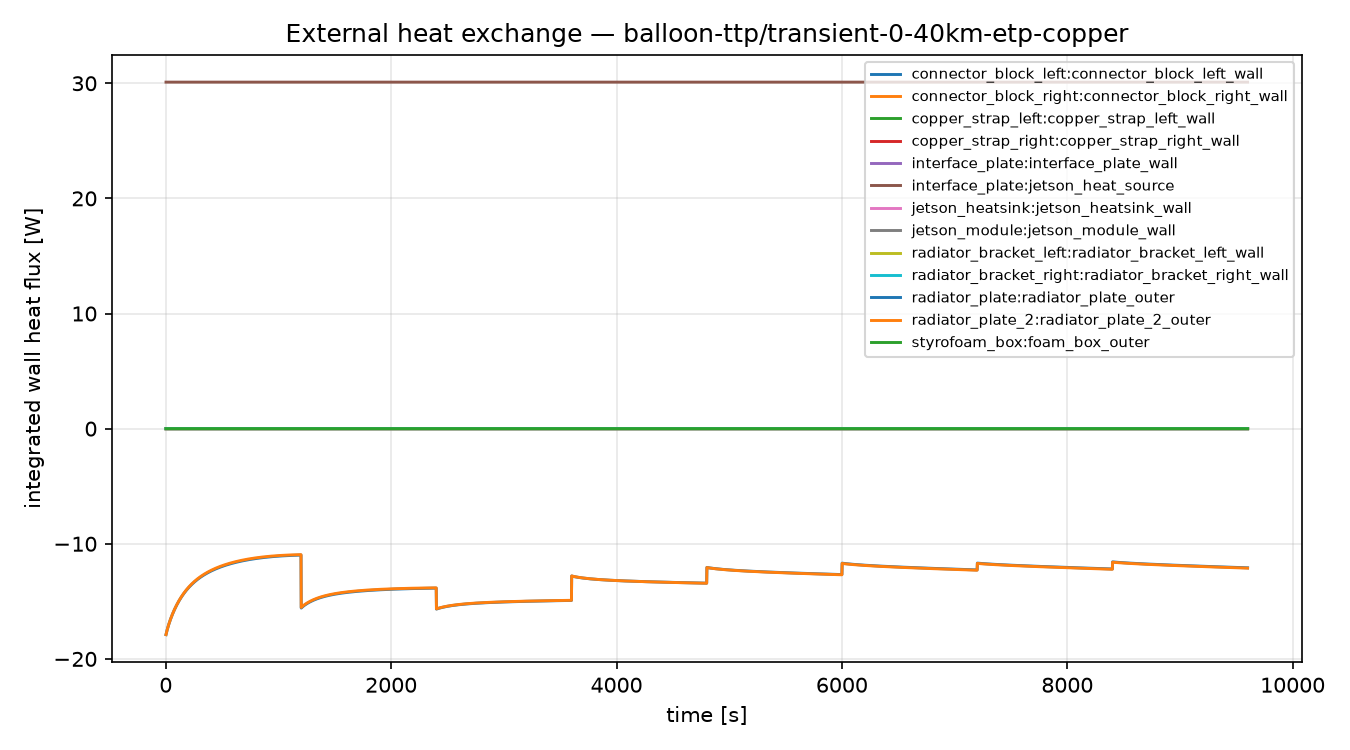 External heat exchange — balloon-ttp/transient-0-40km-etp-copper
integrated wall heat flux [W]
30
20
10
0
−10
−20
connector_block_left:connector_block_left_wall
connector_block_right:connector_block_right_wall
copper_strap_left:copper_strap_left_wall
copper_strap_right:copper_strap_right_wall
interface_plate:interface_plate_wall
interface_plate:jetson_heat_source
jetson_heatsink:jetson_heatsink_wall
jetson_module:jetson_module_wall
radiator_bracket_left:radiator_bracket_left_wall
radiator_bracket_right:radiator_bracket_right_wall
radiator_plate:radiator_plate_outer
radiator_plate_2:radiator_plate_2_outer
styrofoam_box:foam_box_outer
0 2000 4000 6000 8000 10000
time [s]